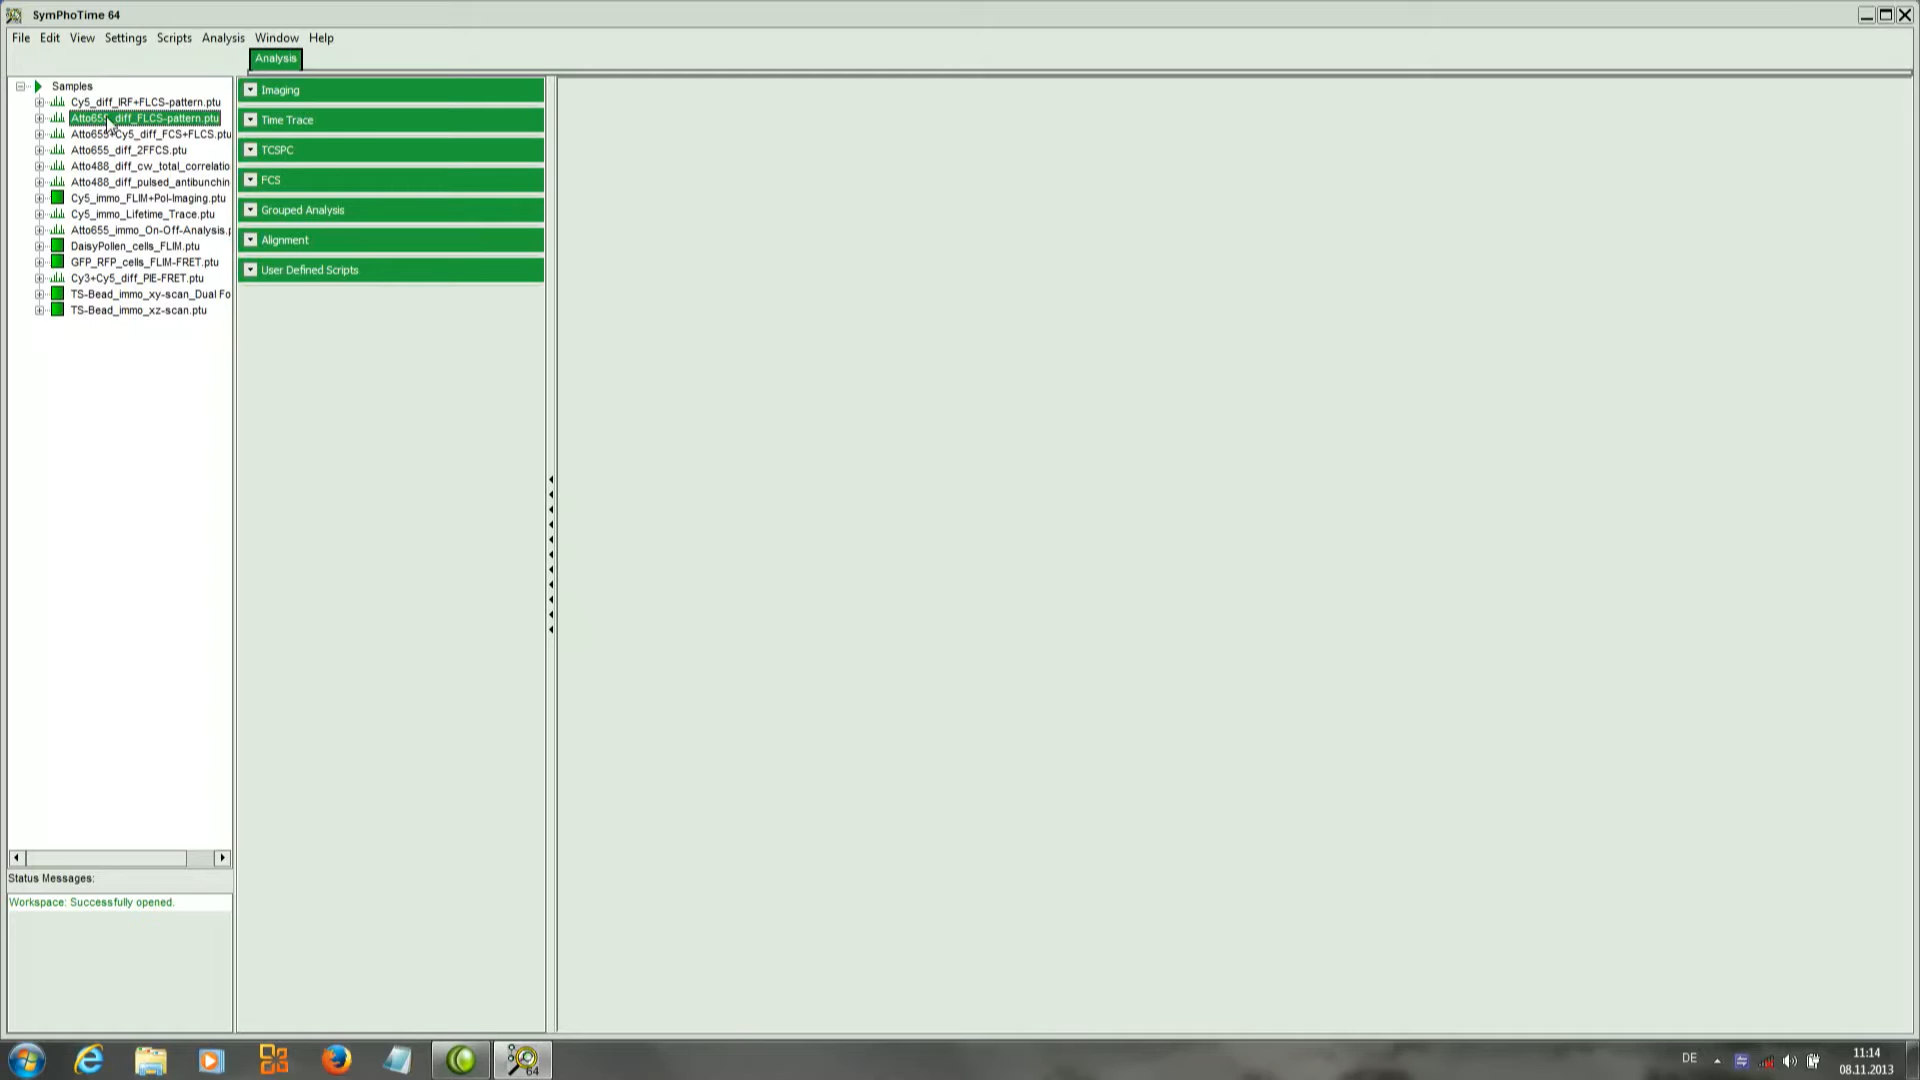 SymPhoTime 64
File Edit View Settings Scripts Analysis Window Help
Analysis
Samples
Cy5_diff_IRF+FLCS-pattern.ptu
Atto655_diff_FLCS-pattern.ptu
Atto655+Cy5_diff_FCS+FLCS.ptu
Atto655_diff_2FFCS.ptu
Atto488_diff_cw_total_correlatio
Atto488_diff_pulsed_antibunchin
Cy5_immo_FLIM+Pol-Imaging.ptu
Cy5_immo_Lifetime_Trace.ptu
Atto655_immo_On-Off-Analysis.p
DaisyPollen_cells_FLIM.ptu
GFP_RFP_cells_FLIM-FRET.ptu
Cy3+Cy5_diff_PIE-FRET.ptu
TS-Bead_immo_xy-scan_Dual Fo
TS-Bead_immo_xz-scan.ptu
Imaging
Time Trace
TCSPC
FCS
Grouped Analysis
Alignment
User Defined Scripts
Status Messages:
Workspace: Successfully opened.
64
DE
11:14
08.11.2013